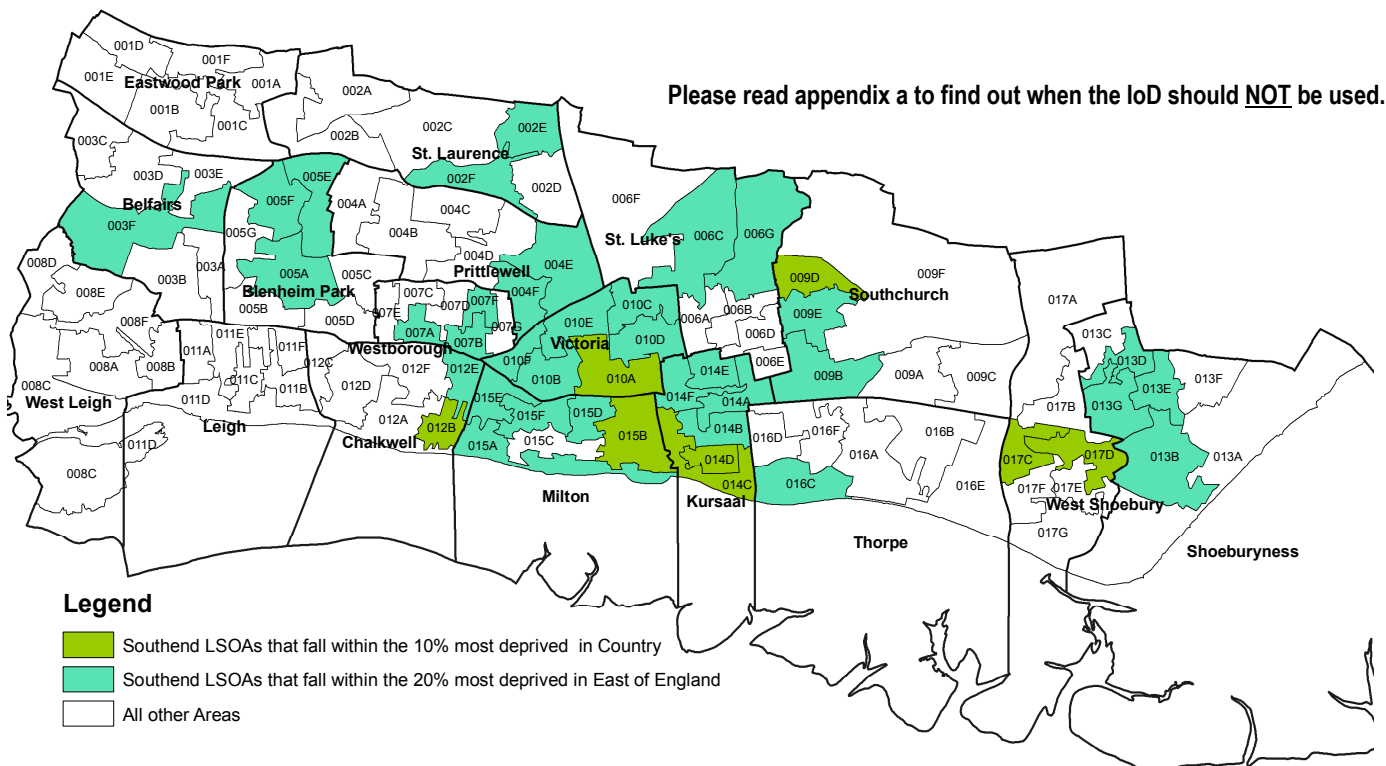 001D
001F
001E
Eastwood Park
001A
001B
001C
002A
002B
002C
002E
St. Laurence
002F
002D
Please read appendix a to find out when the IoD should NOT be used.
003C
003D
003E
Belfairs
003F
003B
003A
005E
005F
005G
005A
005C
Blenheim Park
005B
005D
004A
004C
004B
004D
Prittlewell
004E
004F
006F
St. Luke's
006C
006G
009D
009F
Southchurch
009E
006A
006B
006D
006E
009B
009A
009C
008D
008E
008F
008A
008B
008C
West Leigh
008C
007C
007E
007D
007F
007G
007A
007B
Westborough
010C
010E
Victoria
010D
010F
010B
010A
011A
011E
011F
011C
011B
011D
Leigh
011D
012C
012F
012E
012D
012A
012B
Chalkwell
015E
015F
015D
015C
015A
015B
Milton
014E
014F
014A
014B
014D
014C
Kursaal
016D
016F
016B
016A
016C
016E
Thorpe
017A
017B
017C
017D
017F
017E
West Shoebury
017G
013C
013D
013E
013F
013G
013B
013A
Shoeburyness
Legend
Southend LSOAs that fall within the 10% most deprived in Country
Southend LSOAs that fall within the 20% most deprived in East of England
All other Areas